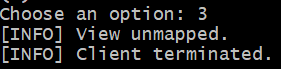 Choose an option: 3
[INFO] View unmapped.
[INFO] Client terminated.